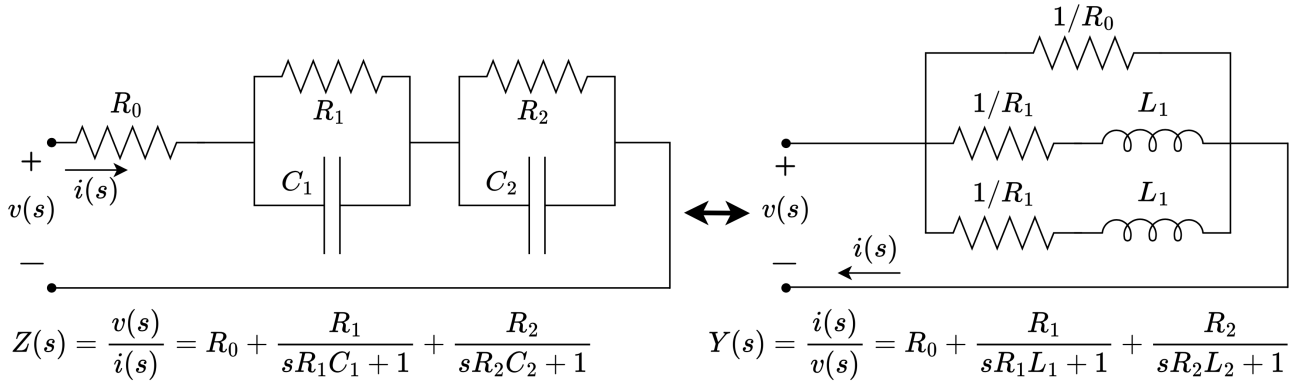 R₀
R₁
C₁
R₂
C₂
+
i(s)
v(s)
−
1/R₀
1/R₁
L₁
1/R₁
L₁
+
v(s)
−
i(s)
Z(s) = v(s)/i(s) = R₀ + R₁/(sR₁C₁ + 1) + R₂/(sR₂C₂ + 1)
Y(s) = i(s)/v(s) = R₀ + R₁/(sR₁L₁ + 1) + R₂/(sR₂L₂ + 1)